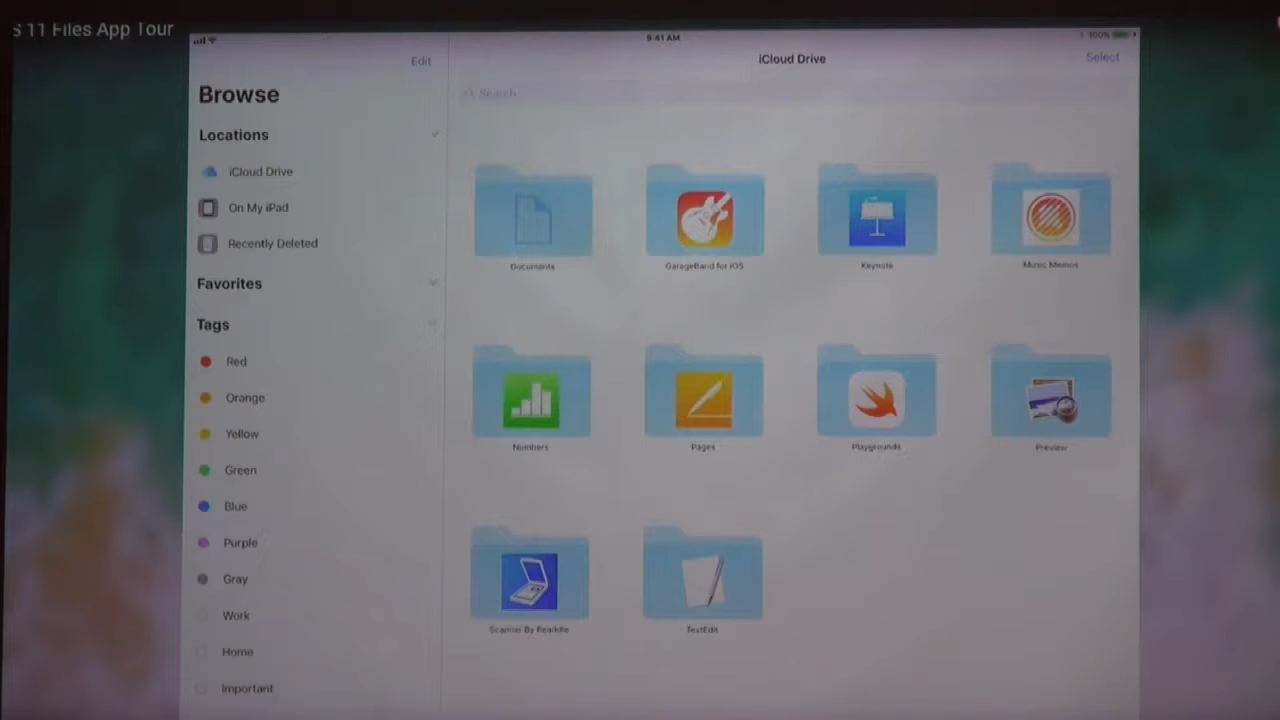 S 11 Files App Tour
9:41 AM
100%
Edit
iCloud Drive
Select
Browse
Search
Locations
iCloud Drive
On My iPad
Recently Deleted
Favorites
Tags
Red
Orange
Yellow
Green
Blue
Purple
Gray
Work
Home
Important
Documents
GarageBand for iOS
Keynote
Music Memos
Numbers
Pages
Playgrounds
Preview
Scanner By Readdle
TextEdit